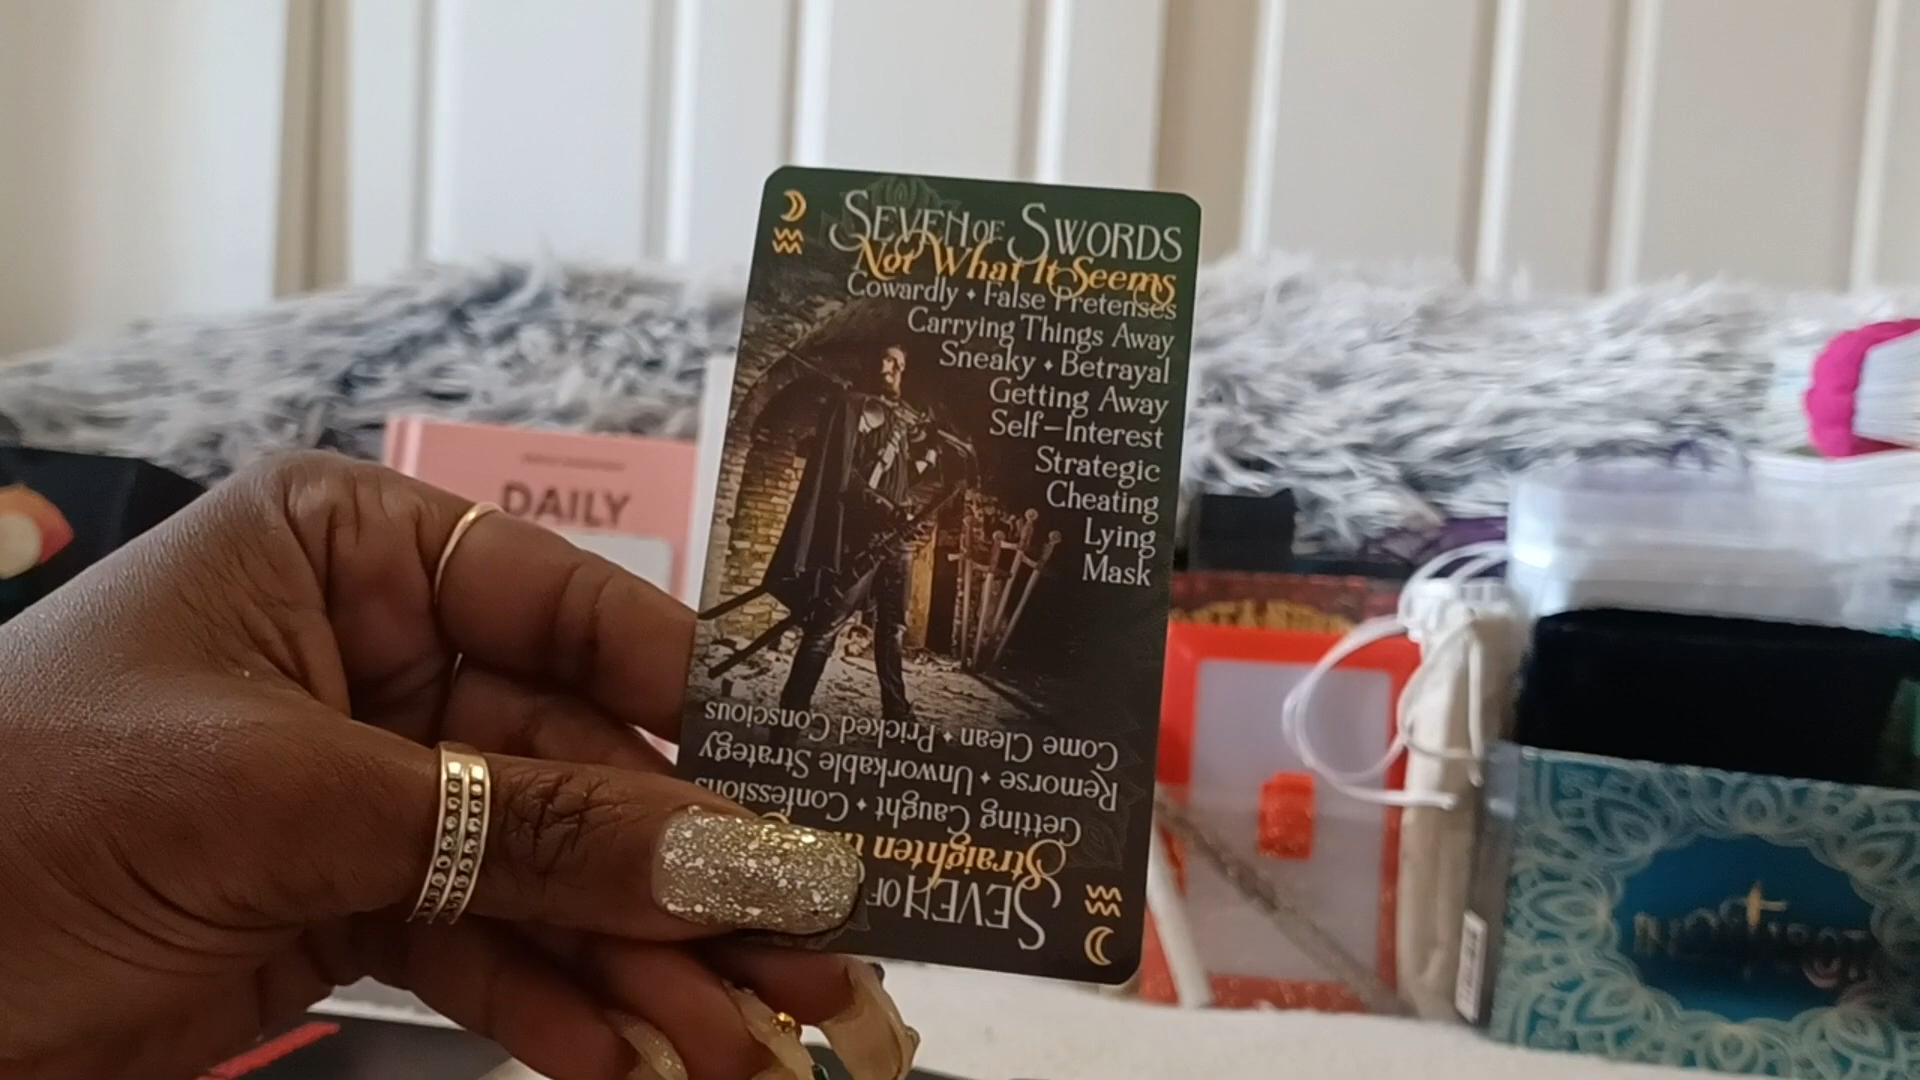 SEVEN OF SWORDS
Not What It Seems
Cowardly • False Pretenses
Carrying Things Away
Sneaky • Betrayal
Getting Away
Self-Interest
Strategic
Cheating
Lying
Mask
SEVEN OF
Straighten
Getting Caught • Confessions
Remorse • Unworkable Strategy
Come Clean • Pricked Conscious
DAILY